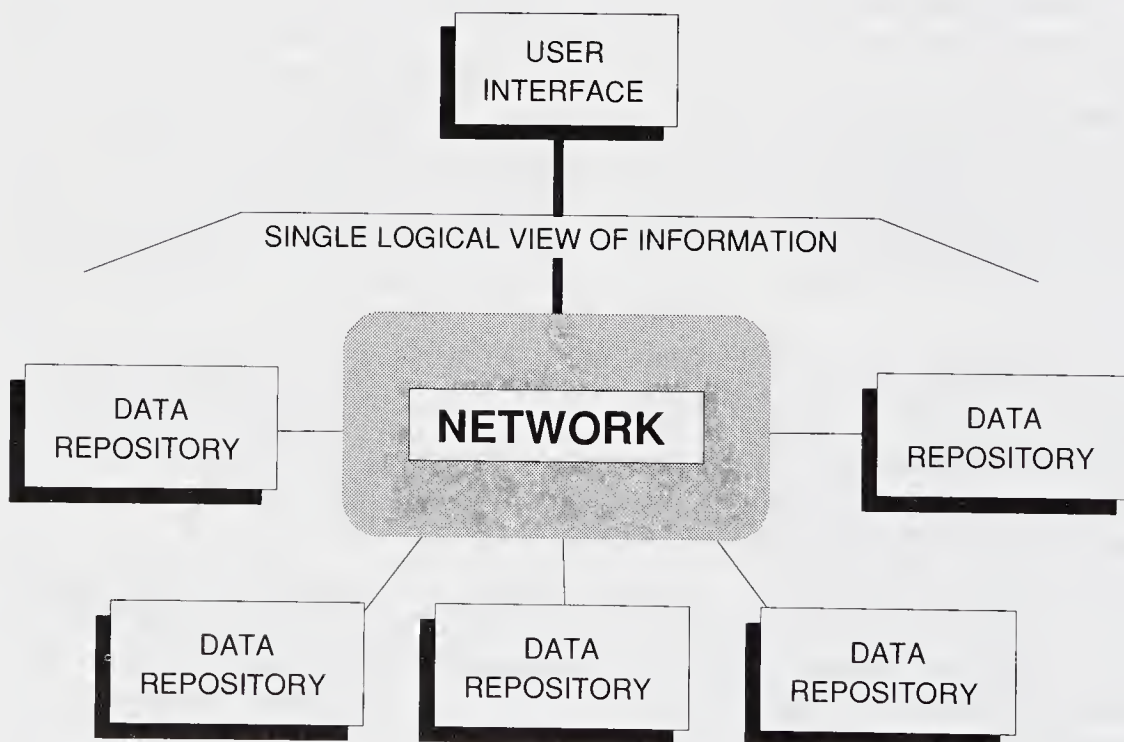 USER
INTERFACE
SINGLE LOGICAL VIEW OF INFORMATION
NETWORK
DATA
REPOSITORY
DATA
REPOSITORY
DATA
REPOSITORY
DATA
REPOSITORY
DATA
REPOSITORY